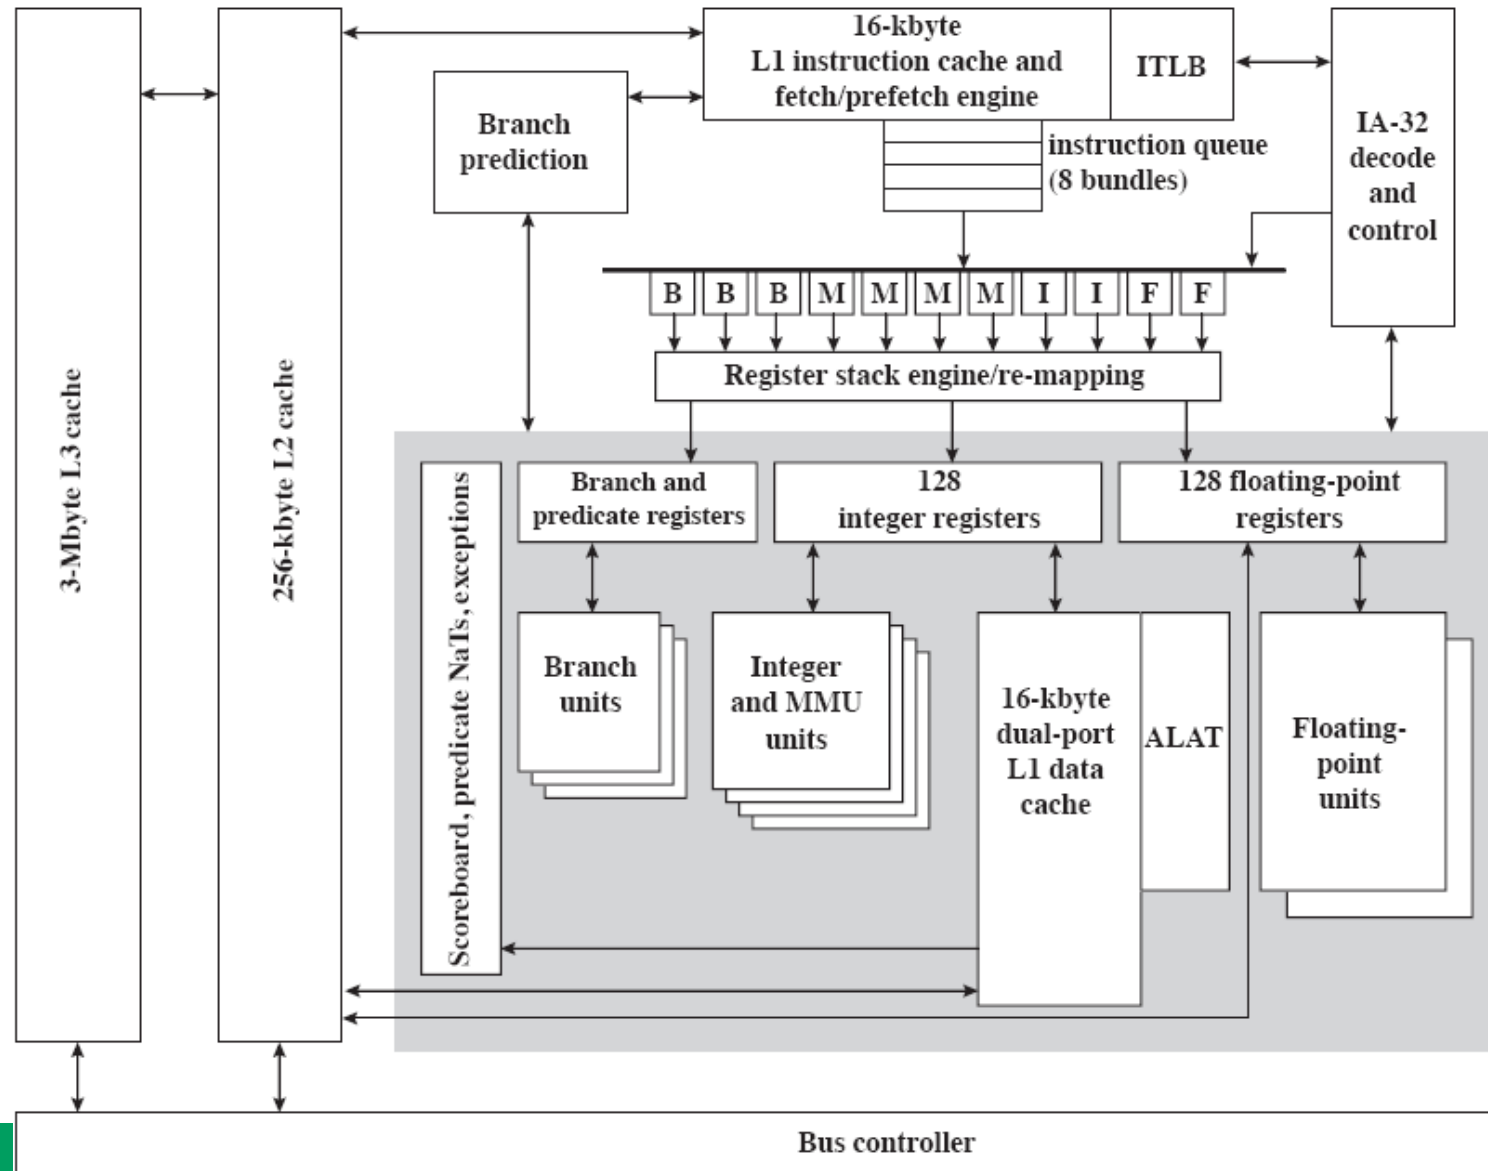 16-kbyte
L1 instruction cache and
fetch/prefetch engine
ITLB
IA-32
decode
and
control
Branch
prediction
instruction queue
(8 bundles)
B B B M M M M I I F F
Register stack engine/re-mapping
3-Mbyte L3 cache
256-kbyte L2 cache
Scoreboard, predicate NaTs, exceptions
Branch and
predicate registers
128
integer registers
128 floating-point
registers
Branch
units
Integer
and MMU
units
16-kbyte
dual-port
L1 data
cache
ALAT
Floating-
point
units
Bus controller